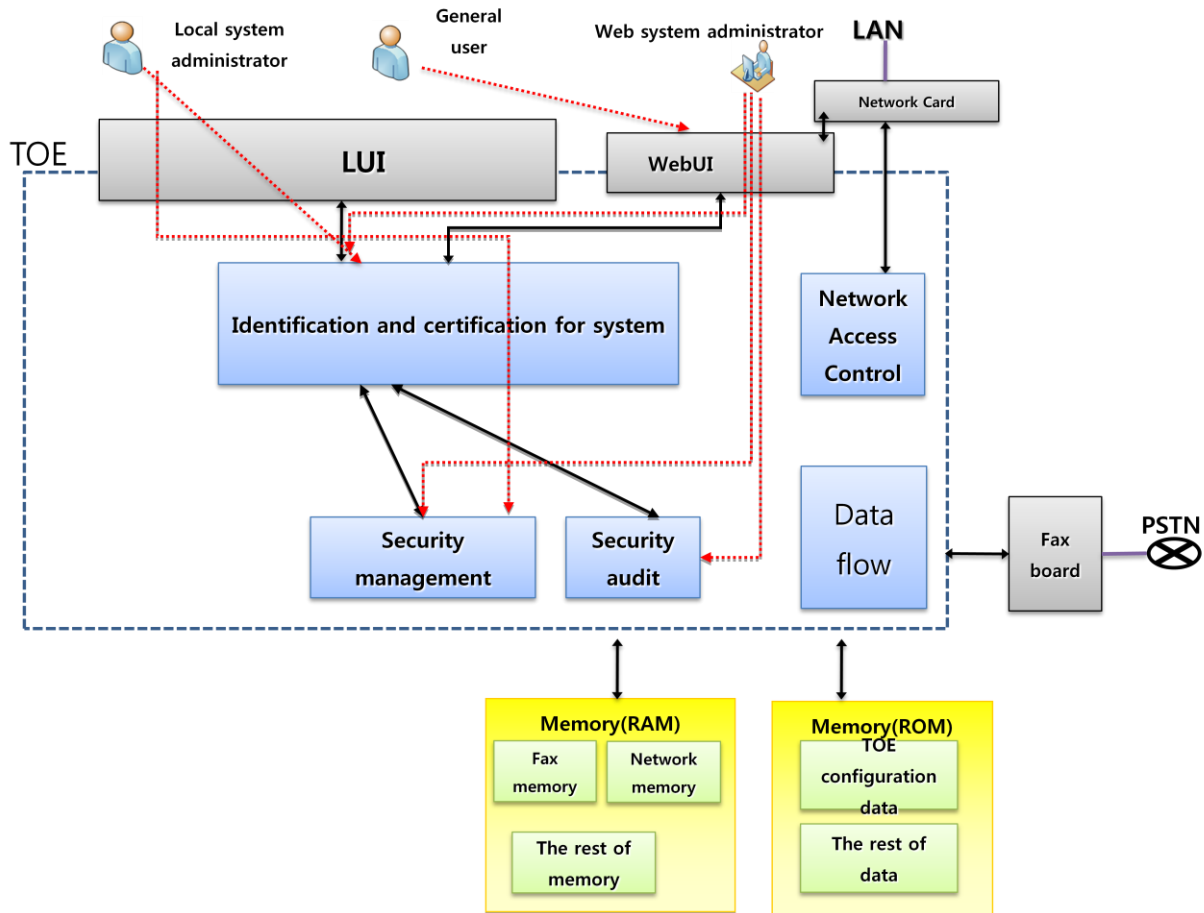 Local system
administrator
General
user
Web system administrator
LAN
Network Card
TOE
LUI
WebUI
Identification and certification for system
Network
Access
Control
Security
management
Security
audit
Data
flow
Fax
board
PSTN
Memory(RAM)
Fax
memory
Network
memory
The rest of
memory
Memory(ROM)
TOE
configuration
data
The rest of
data